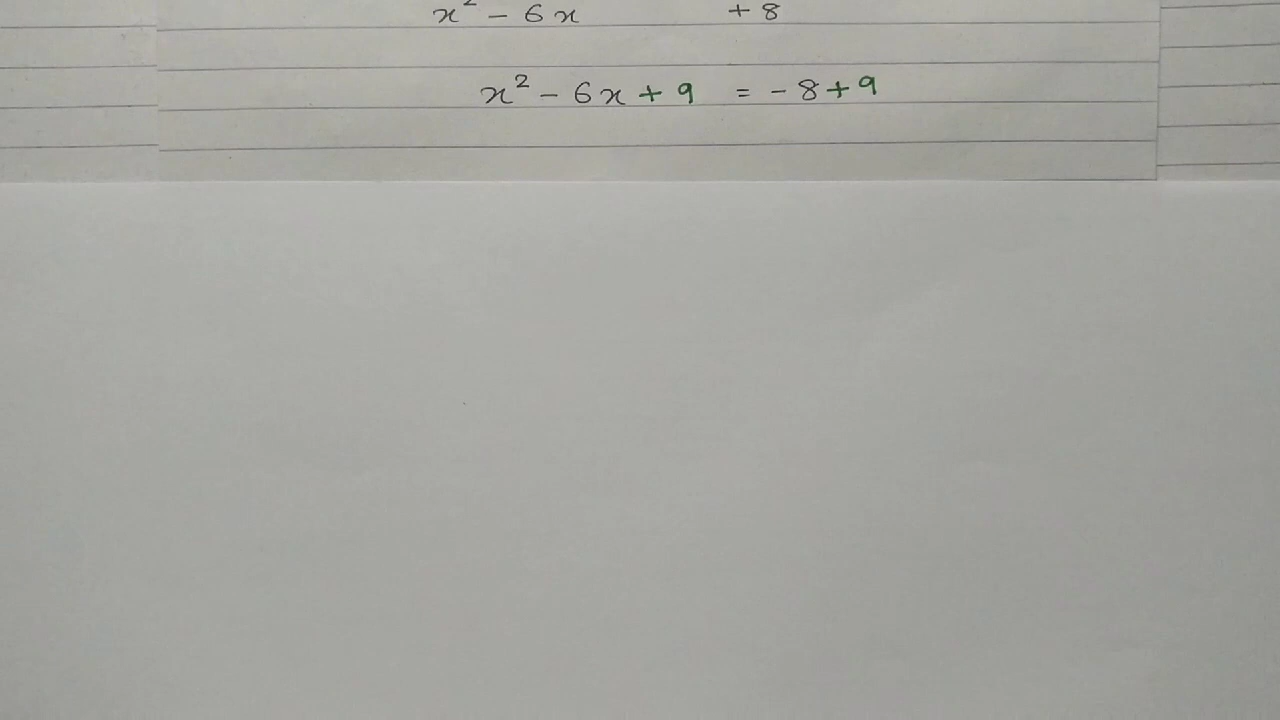 x² - 6x + 8
x² - 6x + 9 = - 8 + 9